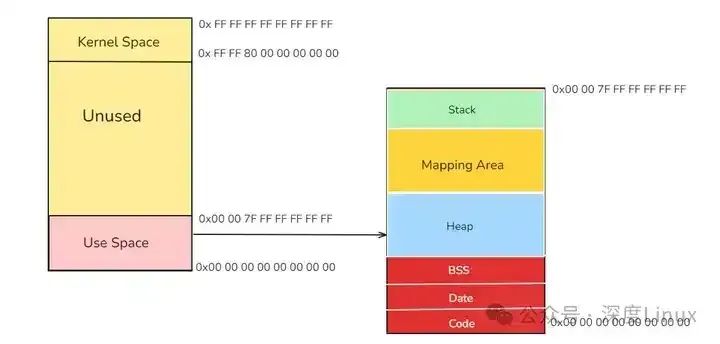 0x FF FF FF FF FF FF FF FF
Kernel Space
0x FF FF 80 00 00 00 00 00
Unused
0x00 00 7F FF FF FF FF FF
Use Space
0x00 00 00 00 00 00 00 00
0x00 00 7F FF FF FF FF FF
Stack
Mapping Area
Heap
BSS
Date
Code
0x00 00 00 00 00 00 00 00
公众号 · 深度Linux